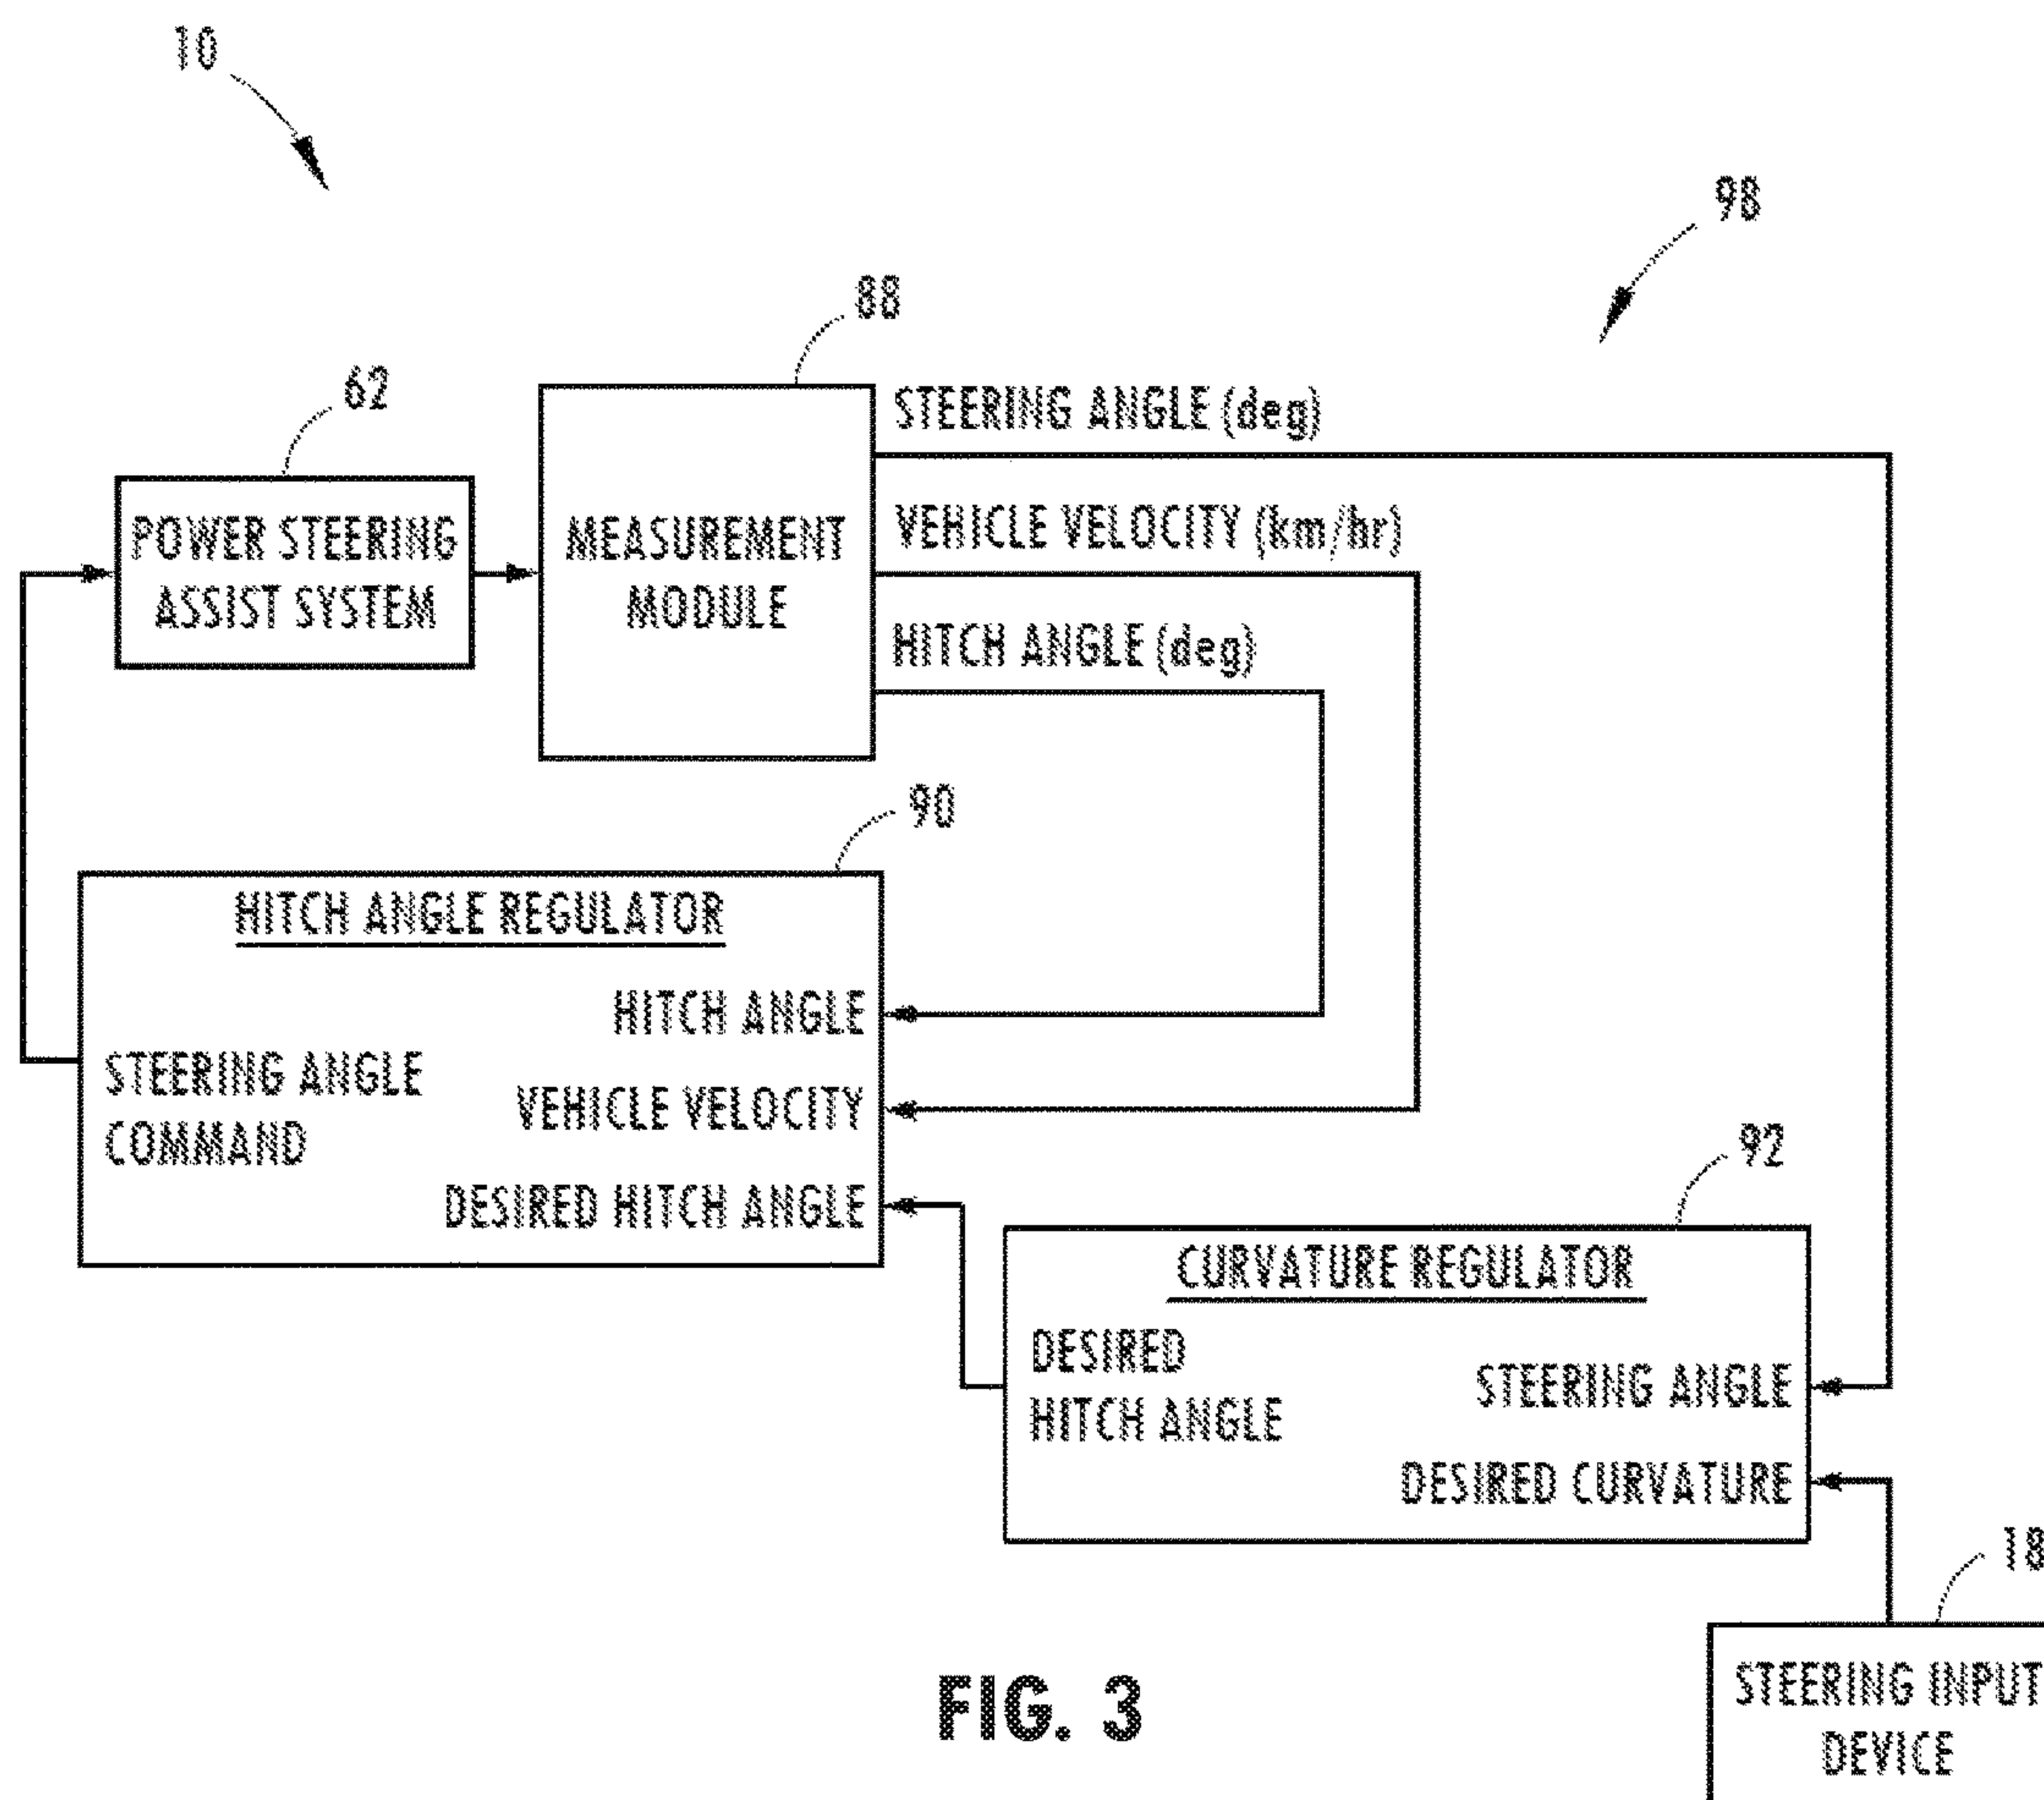 10
98
88
62
STEERING ANGLE (deg)
VEHICLE VELOCITY (km/hr)
HITCH ANGLE (deg)
POWER STEERING
ASSIST SYSTEM
MEASUREMENT
MODULE
90
HITCH ANGLE REGULATOR
HITCH ANGLE
STEERING ANGLE
COMMAND
VEHICLE VELOCITY
DESIRED HITCH ANGLE
92
CURVATURE REGULATOR
DESIRED
HITCH ANGLE
STEERING ANGLE
DESIRED CURVATURE
18
STEERING INPUT
DEVICE
FIG. 3